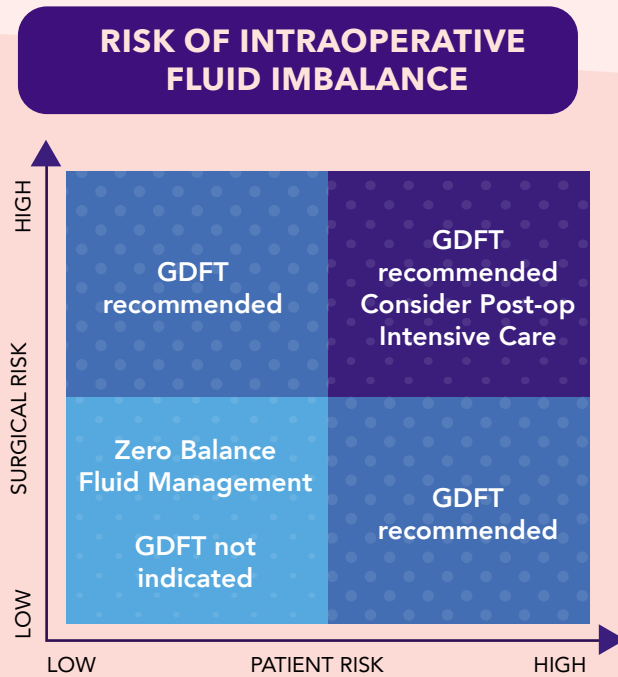 RISK OF INTRAOPERATIVE
FLUID IMBALANCE
HIGH
SURGICAL RISK
LOW
GDFT
recommended
GDFT
recommended
Consider Post-op
Intensive Care
Zero Balance
Fluid Management
GDFT not
indicated
GDFT
recommended
LOW
PATIENT RISK
HIGH